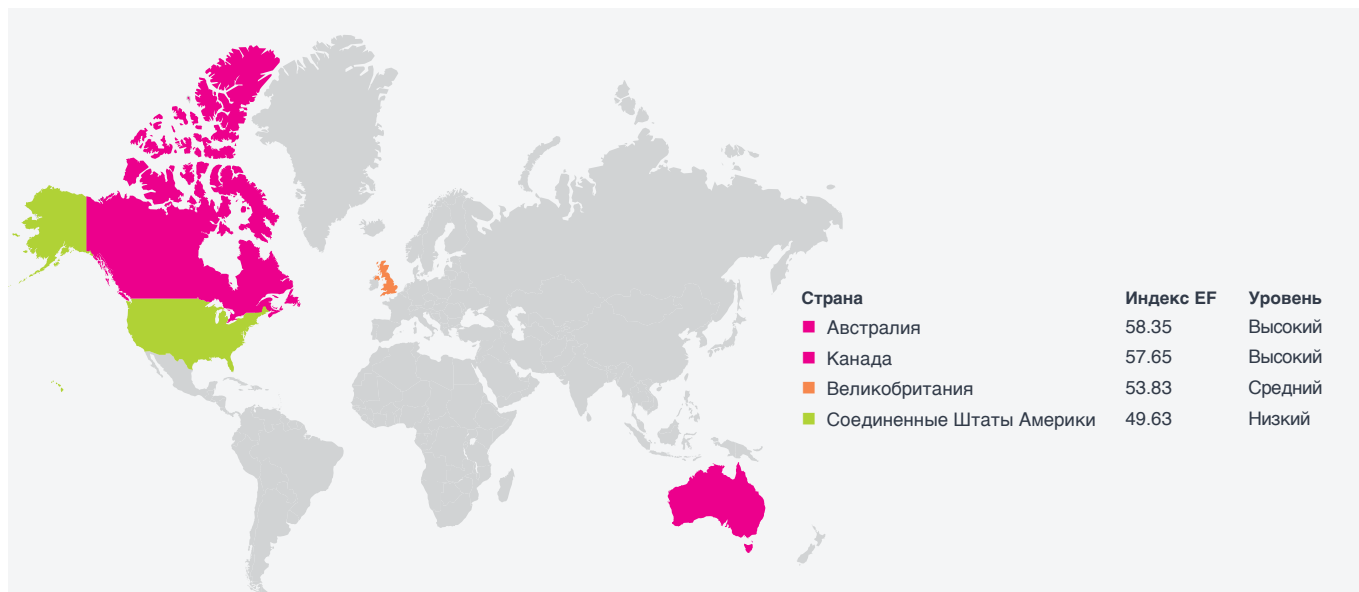 Страна Индекс EF Уровень
Австралия 58.35 Высокий
Канада 57.65 Высокий
Великобритания 53.83 Средний
Соединенные Штаты Америки 49.63 Низкий